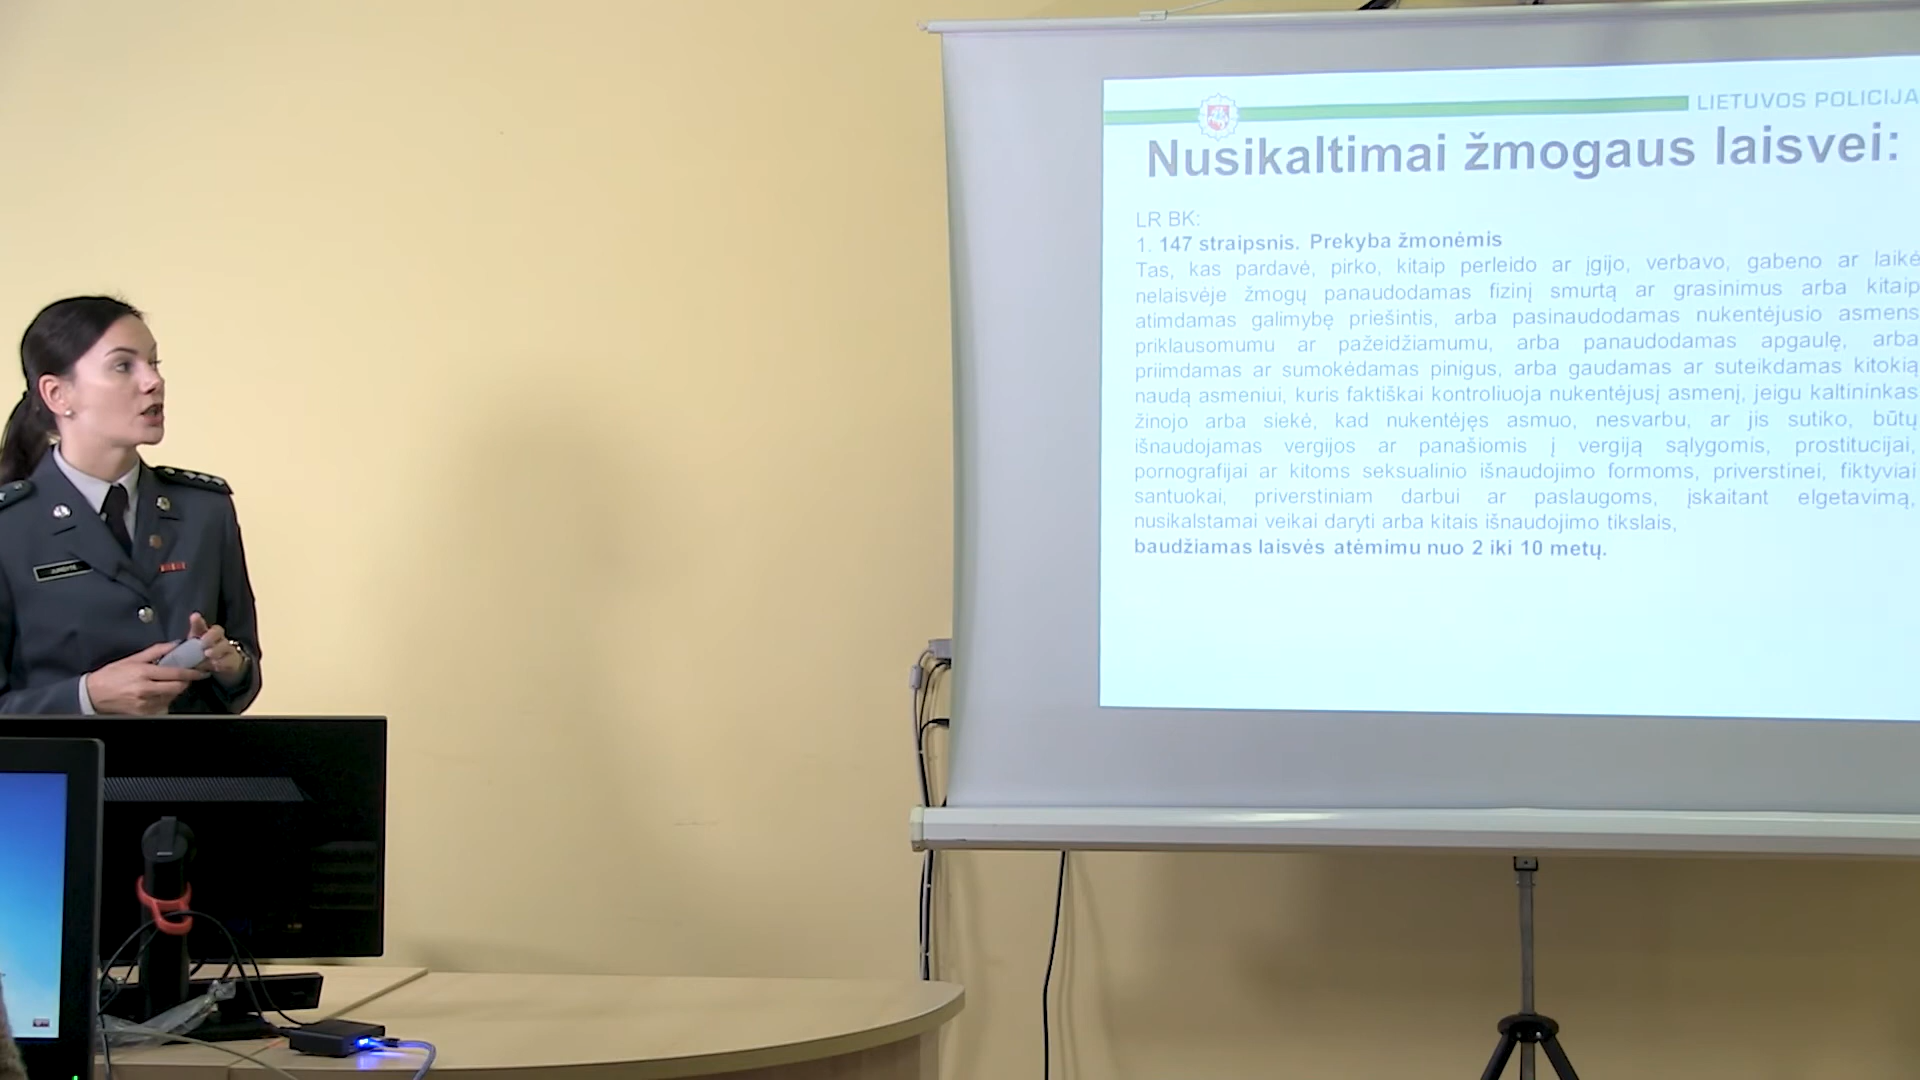 LIETUVOS POLICIJA
Nusikaltimai žmogaus laisvei:
LR BK:
1. 147 straipsnis. Prekyba žmonėmis
Tas, kas pardavė, pirko, kitaip perleido ar įgijo, verbavo, gabeno ar laikė
nelaisvėje žmogų panaudodamas fizinį smurtą ar grasinimus arba kitaip
atimdamas galimybę priešintis, arba pasinaudodamas nukentėjusio asmens
priklausomumu ar pažeidžiamumu, arba panaudodamas apgaulę, arba
priimdamas ar sumokėdamas pinigus, arba gaudamas ar suteikdamas kitokią
naudą asmeniui, kuris faktiškai kontroliuoja nukentėjusį asmenį, jeigu kaltininkas
žinojo arba siekė, kad nukentėjęs asmuo, nesvarbu, ar jis sutiko, būtų
išnaudojamas vergijos ar panašiomis į vergiją sąlygomis, prostitucijai,
pornografijai ar kitoms seksualinio išnaudojimo formoms, priverstinei, fiktyviai
santuokai, priverstiniam darbui ar paslaugoms, įskaitant elgetavimą,
nusikalstamai veikai daryti arba kitais išnaudojimo tikslais,
baudžiamas laisvės atėmimu nuo 2 iki 10 metų.